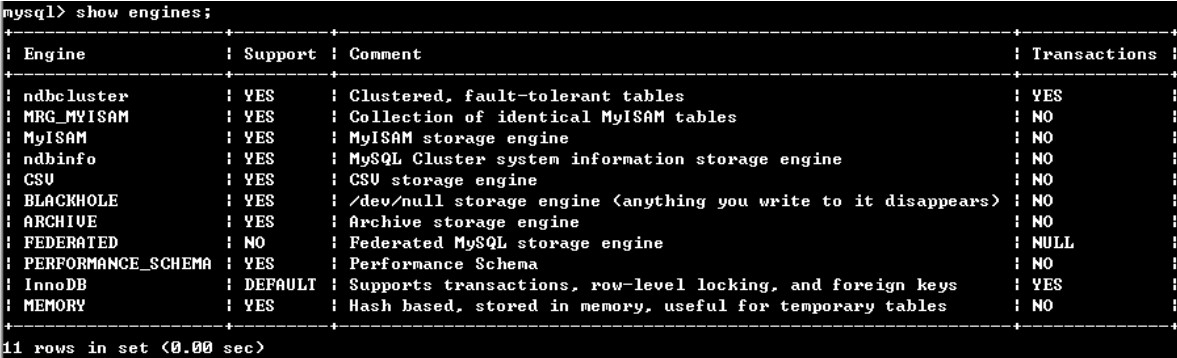 mysql> show engines;
+--------------------+---------+----------------------------------------------------------------+--------------+
| Engine             | Support | Comment                                                        | Transactions |
+--------------------+---------+----------------------------------------------------------------+--------------+
| ndbcluster         | YES     | Clustered, fault-tolerant tables                               | YES          |
| MRG_MYISAM         | YES     | Collection of identical MyISAM tables                          | NO           |
| MyISAM             | YES     | MyISAM storage engine                                          | NO           |
| ndbinfo            | YES     | MySQL Cluster system information storage engine                | NO           |
| CSV                | YES     | CSV storage engine                                             | NO           |
| BLACKHOLE          | YES     | /dev/null storage engine (anything you write to it disappears) | NO           |
| ARCHIVE            | YES     | Archive storage engine                                         | NO           |
| FEDERATED          | NO      | Federated MySQL storage engine                                 | NULL         |
| PERFORMANCE_SCHEMA | YES     | Performance Schema                                             | NO           |
| InnoDB             | DEFAULT | Supports transactions, row-level locking, and foreign keys     | YES          |
| MEMORY             | YES     | Hash based, stored in memory, useful for temporary tables      | NO           |
+--------------------+---------+----------------------------------------------------------------+--------------+
11 rows in set (0.00 sec)